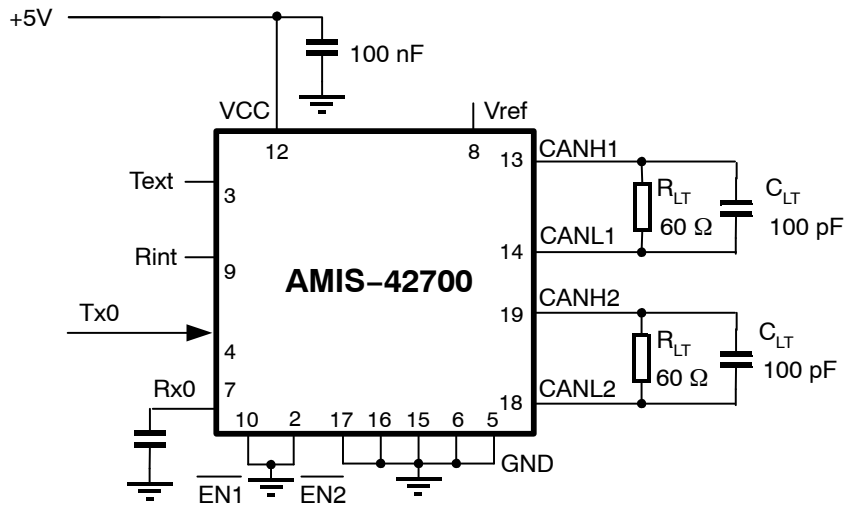 +5V
100 nF
VCC
Vref
12
8
13
CANH1
Text
3
R_LT
C_LT
60 Ω
100 pF
14
CANL1
Rint
9
AMIS–42700
19
CANH2
Tx0
4
R_LT
C_LT
60 Ω
100 pF
Rx0
7
18
CANL2
10
2
17
16
15
6
5
GND
EN1
EN2